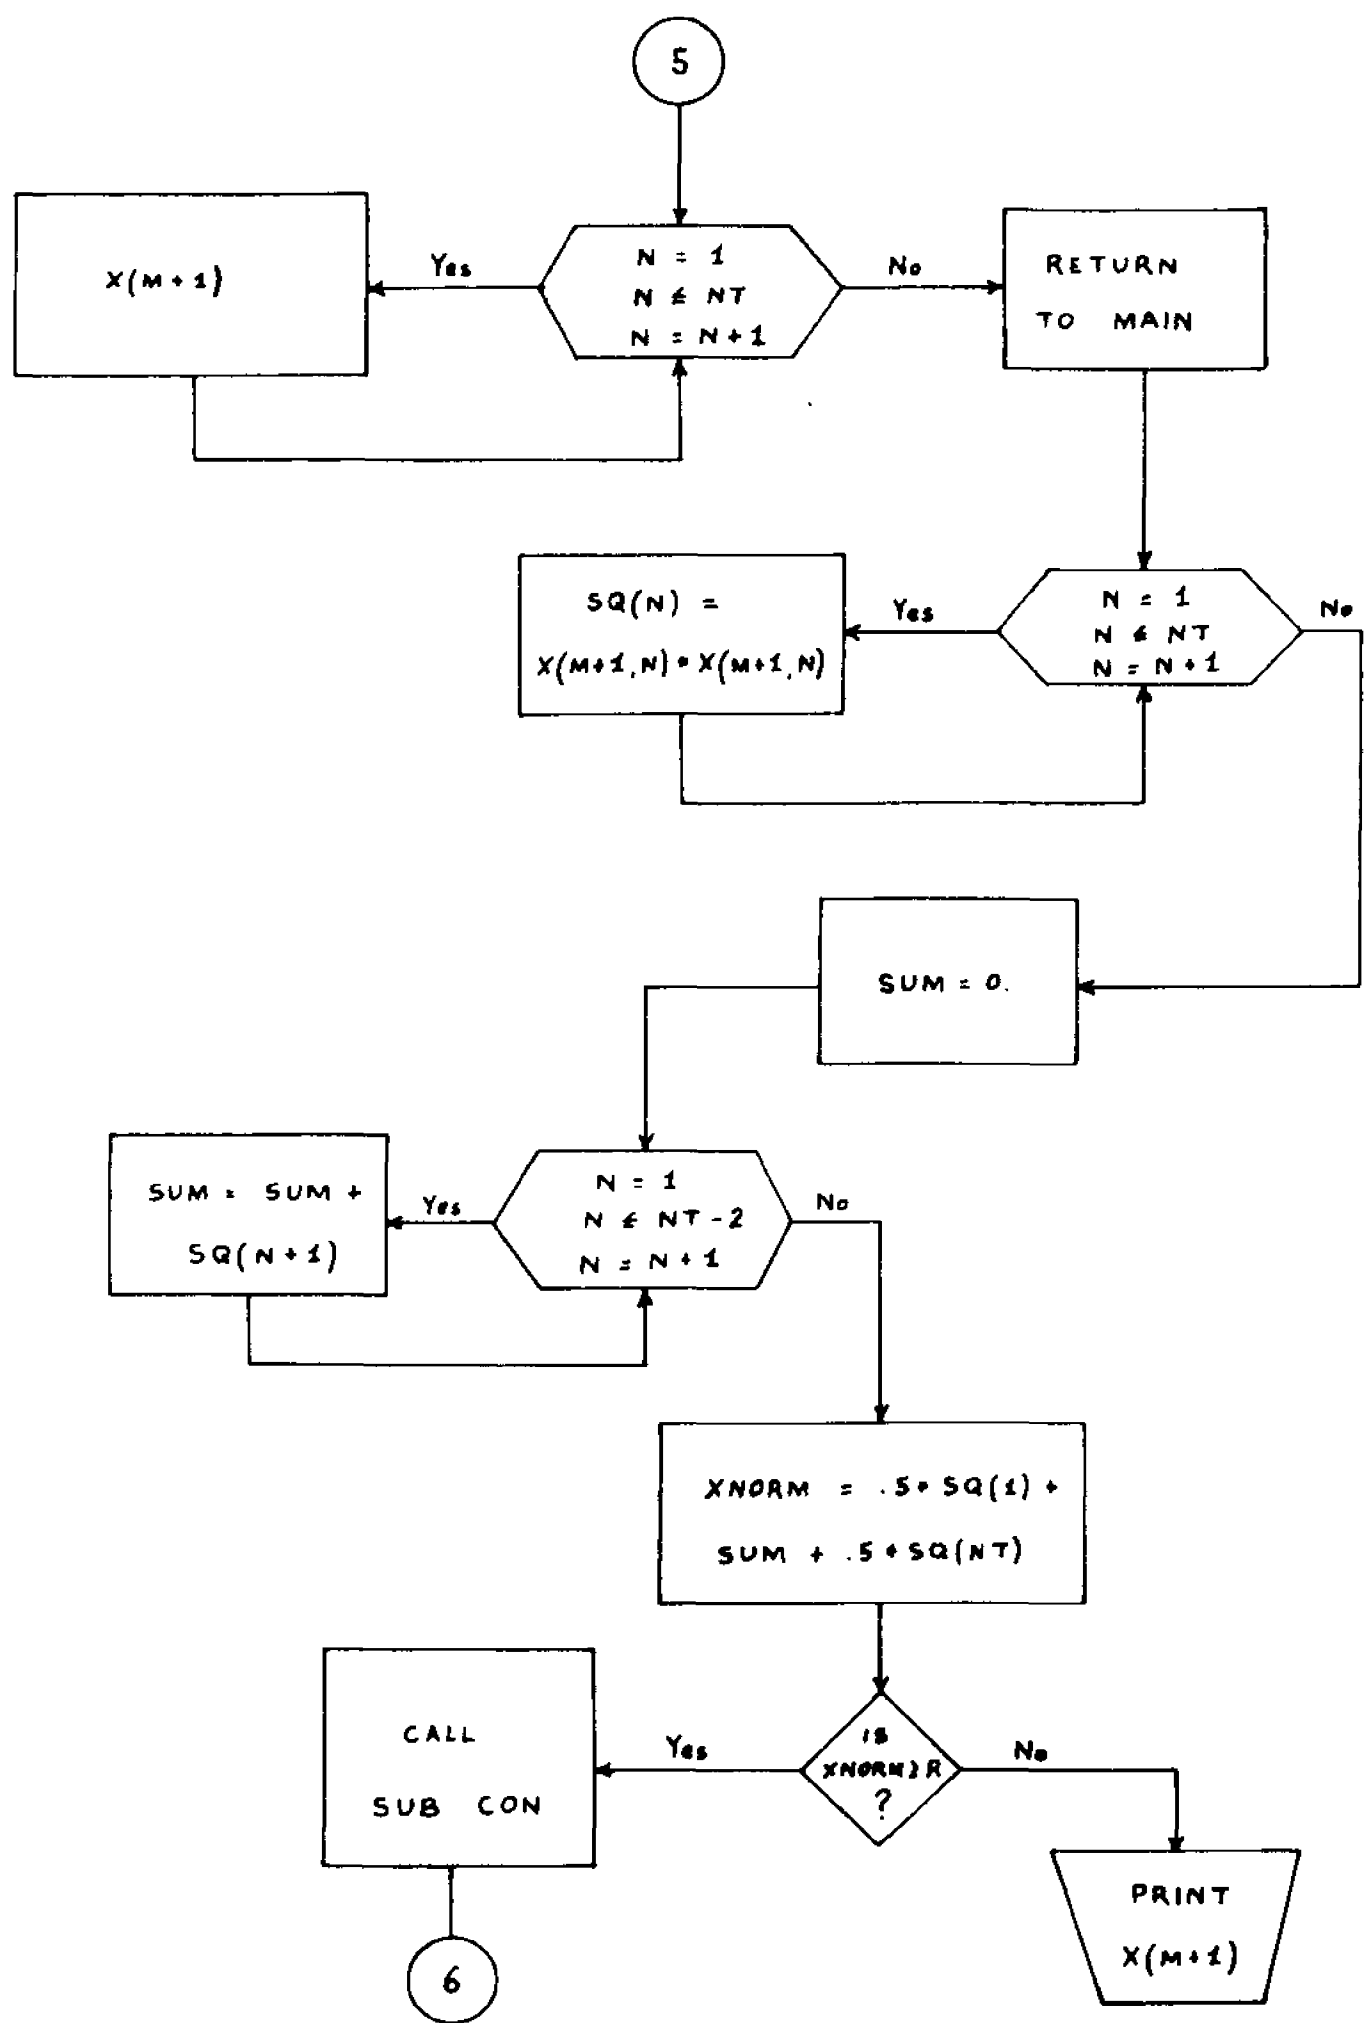 5
X(M+1)
Yes
N = 1
N ≤ NT
N = N+1
No
RETURN
TO MAIN
SQ(N) =
X(M+1,N) * X(M+1,N)
Yes
N = 1
N ≤ NT
N = N+1
No
SUM = 0.
SUM = SUM +
SQ(N+1)
Yes
N = 1
N ≤ NT-2
N = N+1
No
XNORM = .5 * SQ(1) +
SUM + .5 * SQ(NT)
CALL
SUB CON
Yes
IS
XNORM ≥ R
?
No
PRINT
X(M+1)
6